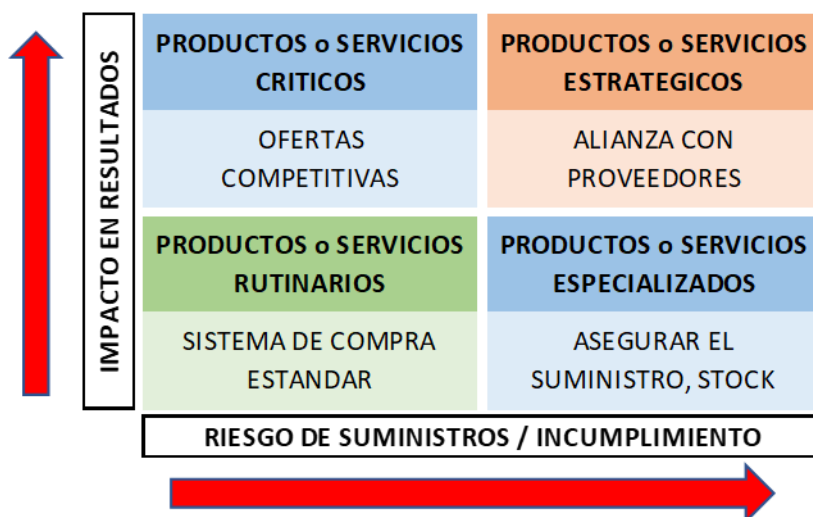 IMPACTO EN RESULTADOS
PRODUCTOS o SERVICIOS
CRITICOS
OFERTAS
COMPETITIVAS
PRODUCTOS o SERVICIOS
ESTRATEGICOS
ALIANZA CON
PROVEEDORES
PRODUCTOS o SERVICIOS
RUTINARIOS
SISTEMA DE COMPRA
ESTANDAR
PRODUCTOS o SERVICIOS
ESPECIALIZADOS
ASEGURAR EL
SUMINISTRO, STOCK
RIESGO DE SUMINISTROS / INCUMPLIMIENTO